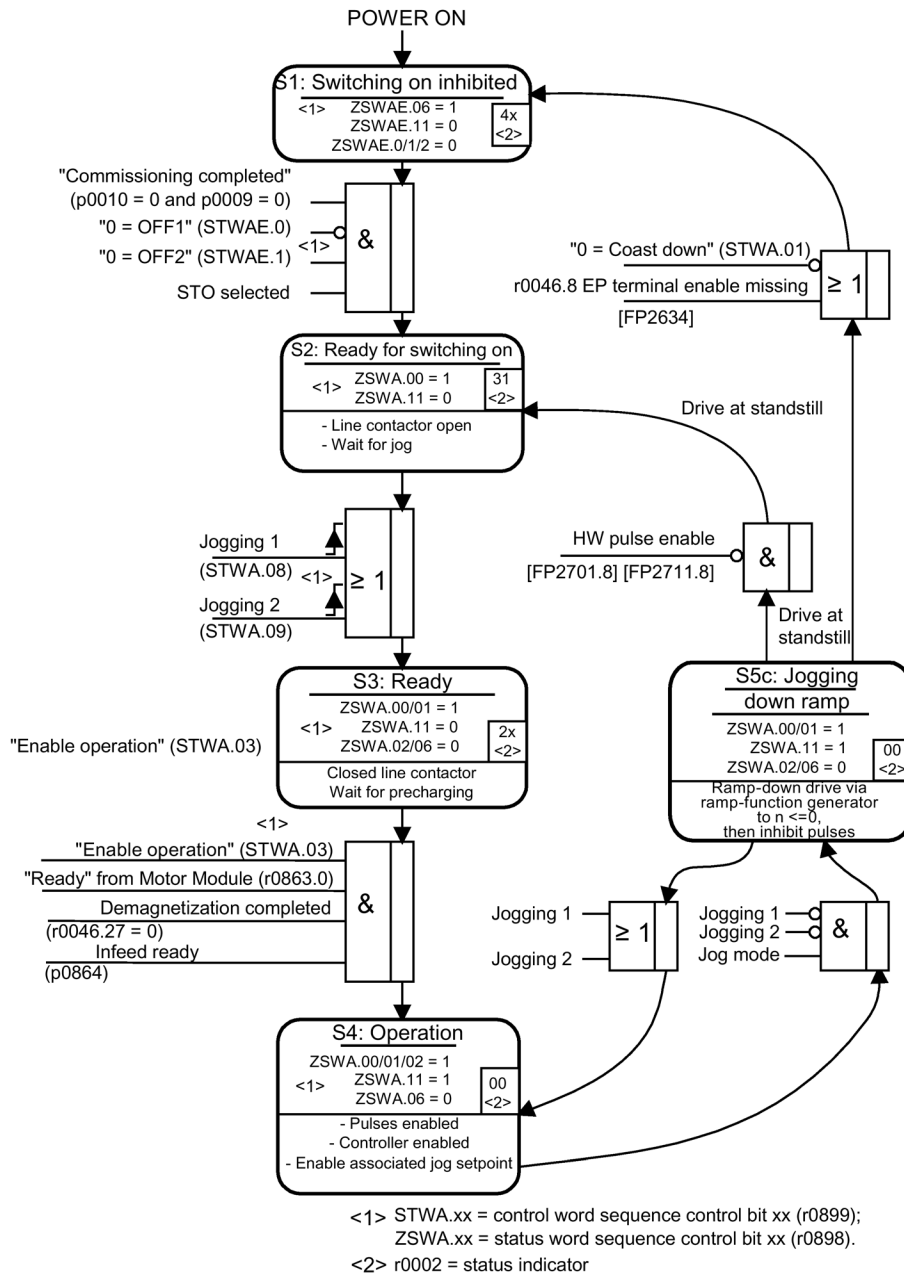 POWER ON
S1: Switching on inhibited
<1> ZSWAE.06 = 1
ZSWAE.11 = 0
ZSWAE.0/1/2 = 0
4x
<2>
"Commissioning completed"
(p0010 = 0 and p0009 = 0)
"0 = OFF1" (STWAE.0)
<1>
"0 = OFF2" (STWAE.1)
STO selected
&
"0 = Coast down" (STWA.01)
r0046.8 EP terminal enable missing
[FP2634]
≥ 1
S2: Ready for switching on
<1> ZSWA.00 = 1
ZSWA.11 = 0
31
<2>
- Line contactor open
- Wait for jog
Drive at standstill
Jogging 1
(STWA.08)
<1>
Jogging 2
(STWA.09)
≥ 1
HW pulse enable
[FP2701.8] [FP2711.8]
&
Drive at
standstill
S3: Ready
ZSWA.00/01 = 1
<1> ZSWA.11 = 0
ZSWA.02/06 = 0
2x
<2>
Closed line contactor
Wait for precharging
"Enable operation" (STWA.03)
S5c: Jogging
down ramp
ZSWA.00/01 = 1
ZSWA.11 = 1
ZSWA.02/06 = 0
00
<2>
Ramp-down drive via
ramp-function generator
to n <=0,
then inhibit pulses
<1>
"Enable operation" (STWA.03)
"Ready" from Motor Module (r0863.0)
Demagnetization completed
(r0046.27 = 0)
Infeed ready
(p0864)
&
Jogging 1
Jogging 2
≥ 1
Jogging 1
Jogging 2
Jog mode
&
S4: Operation
ZSWA.00/01/02 = 1
<1> ZSWA.11 = 1
ZSWA.06 = 0
00
<2>
- Pulses enabled
- Controller enabled
- Enable associated jog setpoint
<1> STWA.xx = control word sequence control bit xx (r0899);
ZSWA.xx = status word sequence control bit xx (r0898).
<2> r0002 = status indicator